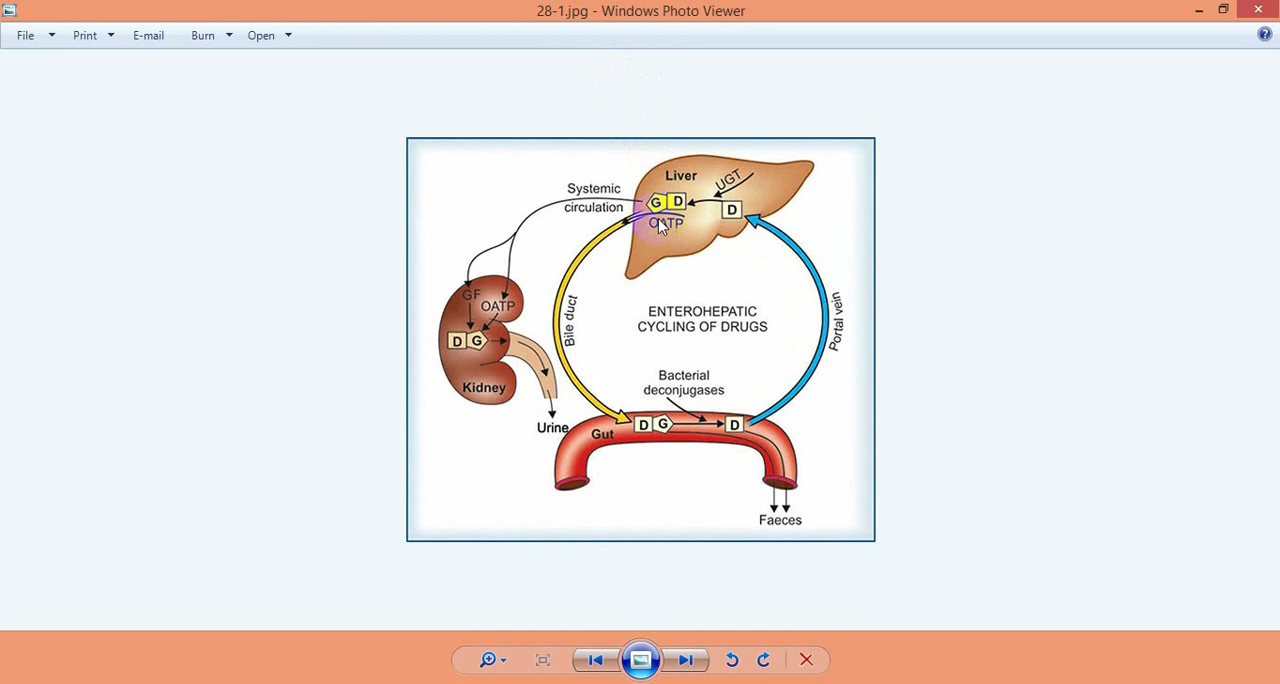 28-1.jpg - Windows Photo Viewer
File Print E-mail Burn Open
Liver
UGT
Systemic
circulation
G D
D
OATP
GF
OATP
D G
Kidney
Urine
Bile duct
ENTEROHEPATIC
CYCLING OF DRUGS
Portal vein
Bacterial
deconjugases
D G
D
Gut
Faeces